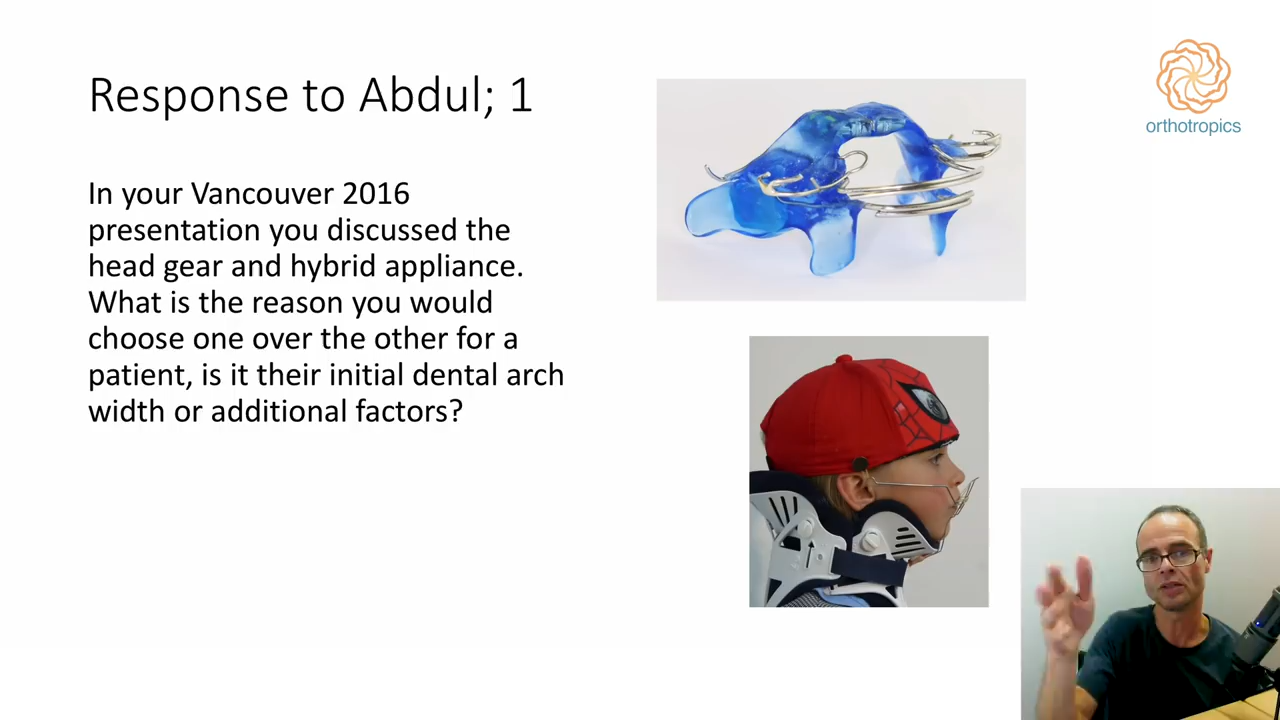 Response to Abdul; 1
orthotropics
In your Vancouver 2016
presentation you discussed the
head gear and hybrid appliance.
What is the reason you would
choose one over the other for a
patient, is it their initial dental arch
width or additional factors?